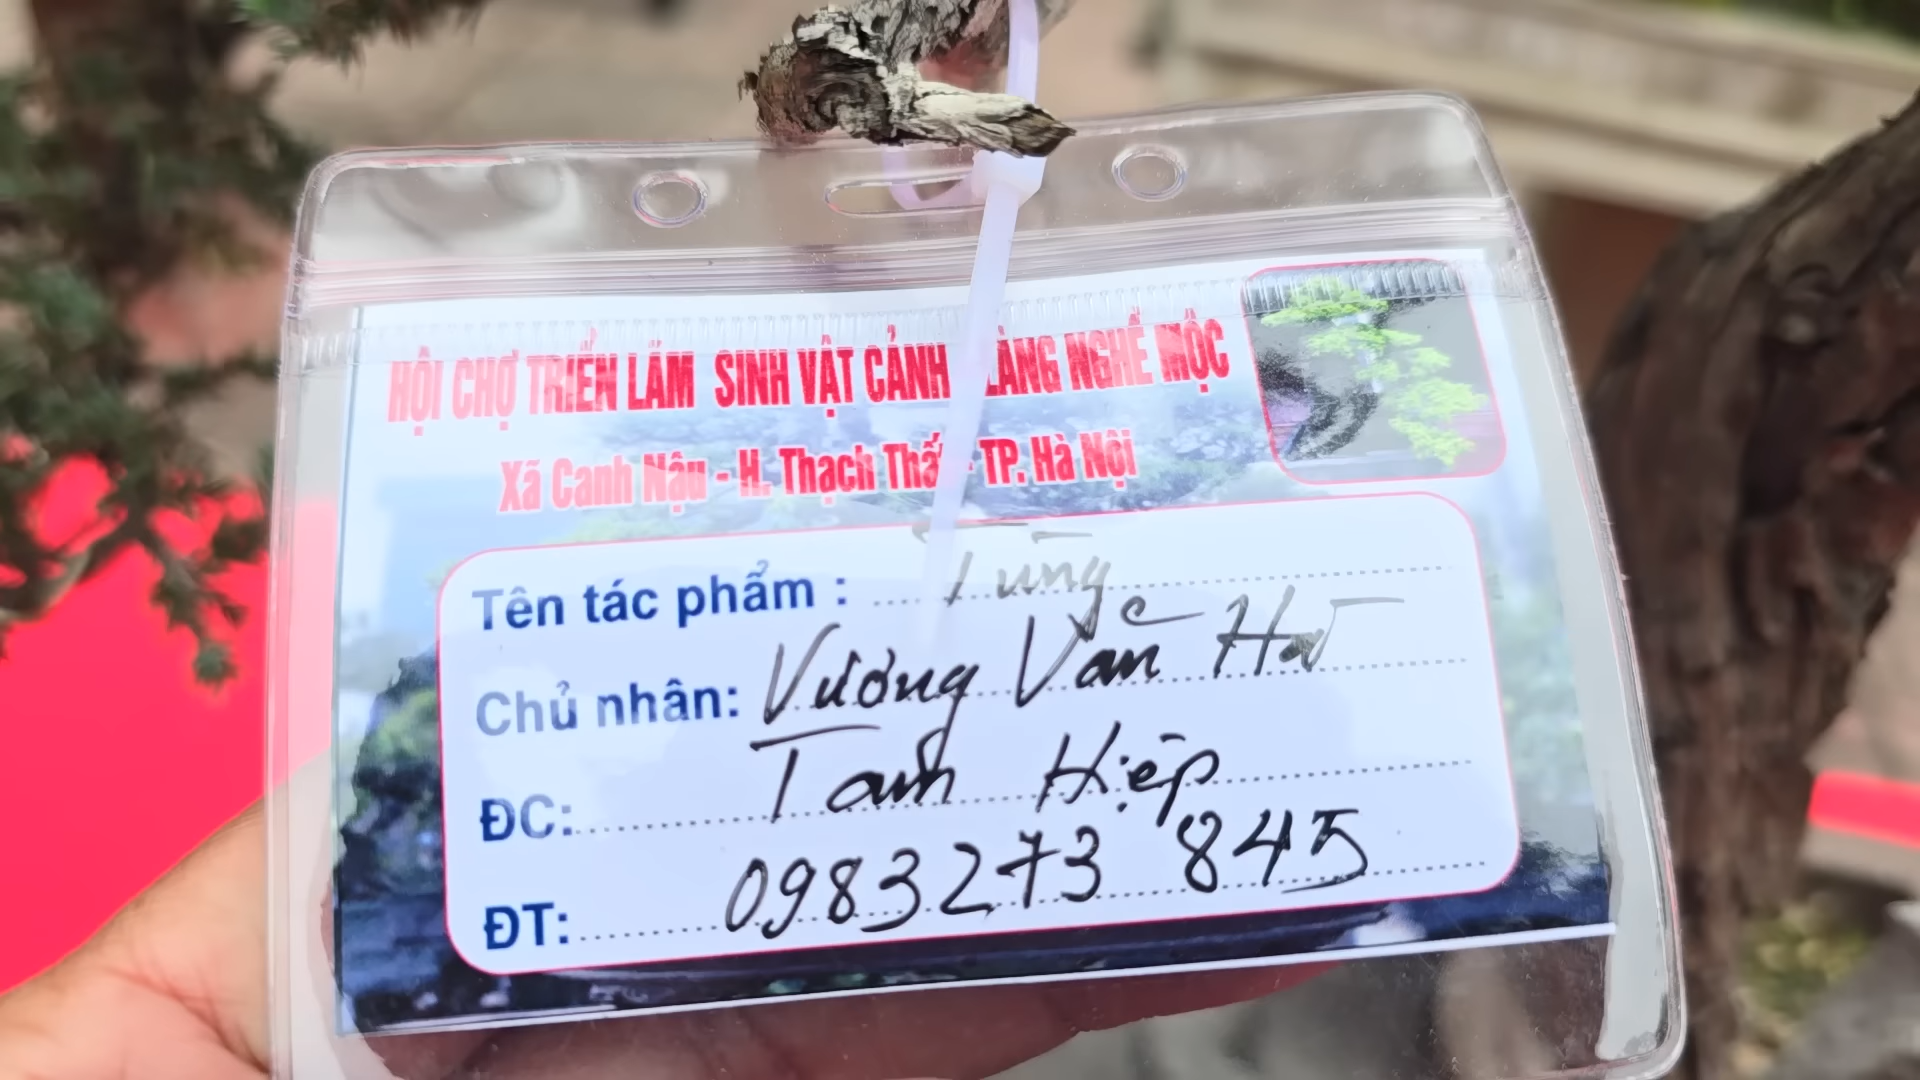 HỘI CHỢ TRIỂN LÃM SINH VẬT CẢNH LÀNG NGHỀ MỘC
Xã Canh Nậu - H. Thạch Thất - TP. Hà Nội
Tên tác phẩm : Tùng
Chủ nhân: Vương Văn
ĐC: Tam Hiệp
ĐT: 0983273 845